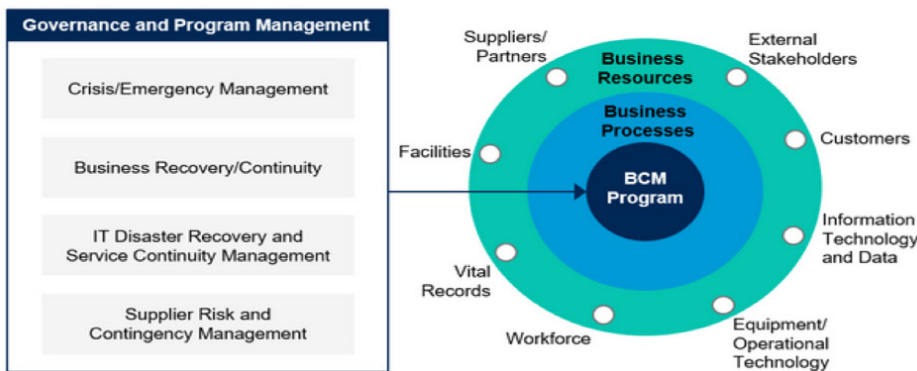 Governance and Program Management
Crisis/Emergency Management
Business Recovery/Continuity
IT Disaster Recovery and
Service Continuity Management
Supplier Risk and
Contingency Management
Suppliers/
Partners
External
Stakeholders
Business
Resources
Business
Processes
Customers
Facilities
BCM
Program
Information
Technology
and Data
Vital
Records
Workforce
Equipment/
Operational
Technology